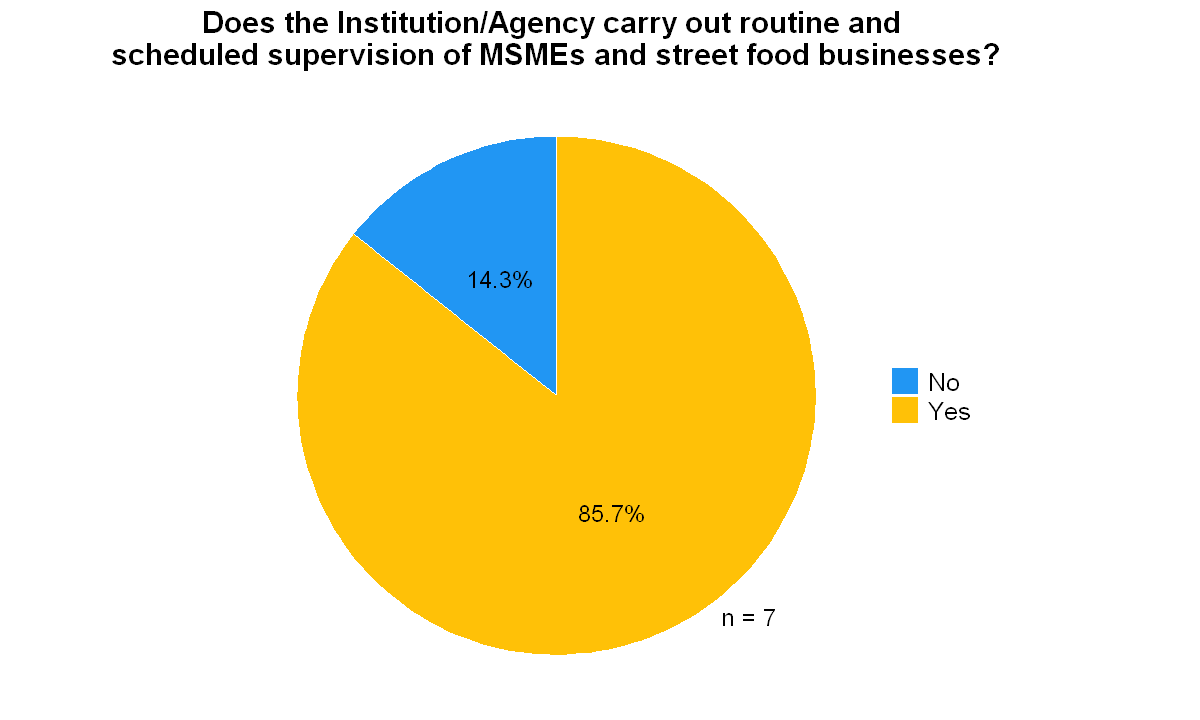 Does the Institution/Agency carry out routine and
scheduled supervision of MSMEs and street food businesses?
14.3%
No
Yes
85.7%
n = 7